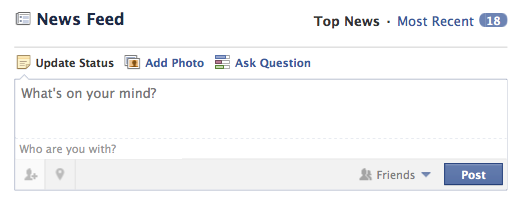 News Feed
Top News · Most Recent 18
Update Status Add Photo Ask Question
What's on your mind?
Who are you with?
Friends Post